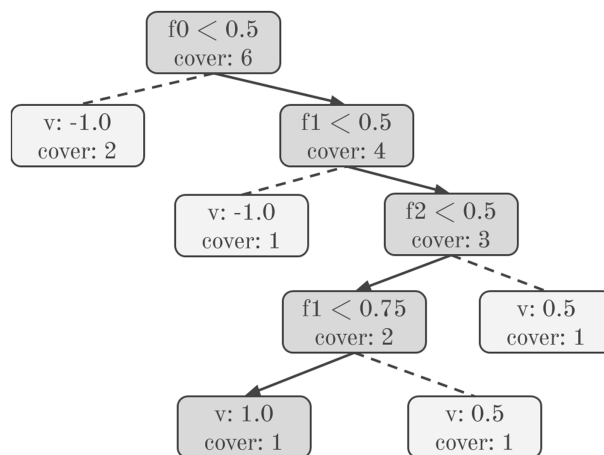 f0 < 0.5
cover: 6
v: -1.0
cover: 2
f1 < 0.5
cover: 4
v: -1.0
cover: 1
f2 < 0.5
cover: 3
f1 < 0.75
cover: 2
v: 0.5
cover: 1
v: 1.0
cover: 1
v: 0.5
cover: 1